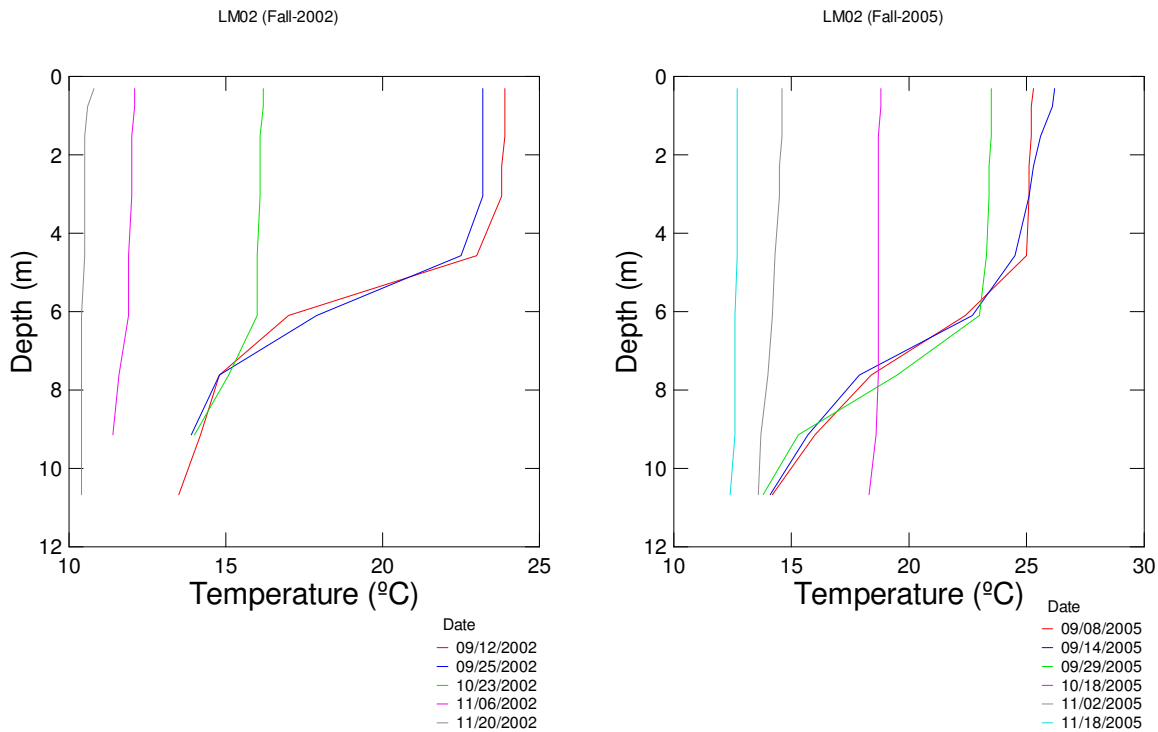 LM02 (Fall-2002)
0
2
4
6
8
10
12
Depth (m)
10 15 20 25
Temperature (ºC)
Date
09/12/2002
09/25/2002
10/23/2002
11/06/2002
11/20/2002
LM02 (Fall-2005)
0
2
4
6
8
10
12
Depth (m)
10 15 20 25 30
Temperature (ºC)
Date
09/08/2005
09/14/2005
09/29/2005
10/18/2005
11/02/2005
11/18/2005